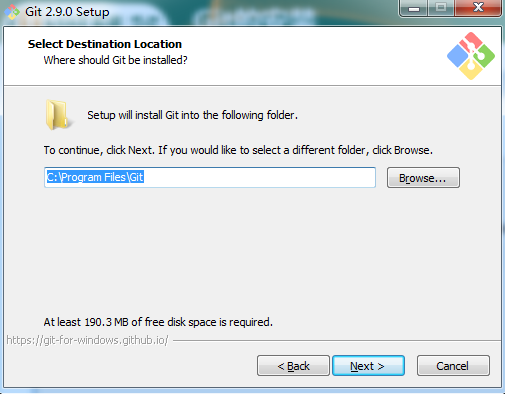 Git 2.9.0 Setup
Select Destination Location
Where should Git be installed?
Setup will install Git into the following folder.
To continue, click Next. If you would like to select a different folder, click Browse.
C:\Program Files\Git
Browse...
At least 190.3 MB of free disk space is required.
https://git-for-windows.github.io/
< Back
Next >
Cancel